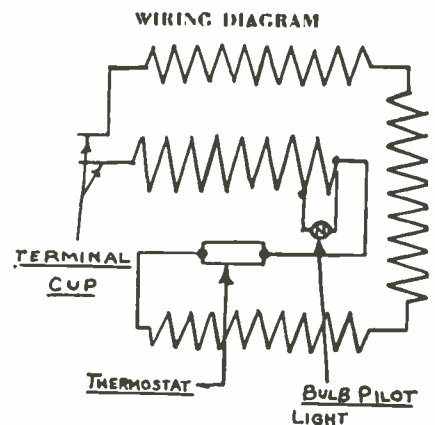 WIRING DIAGRAM
TERMINAL
CUP
THERMOSTAT
BULB PILOT
LIGHT